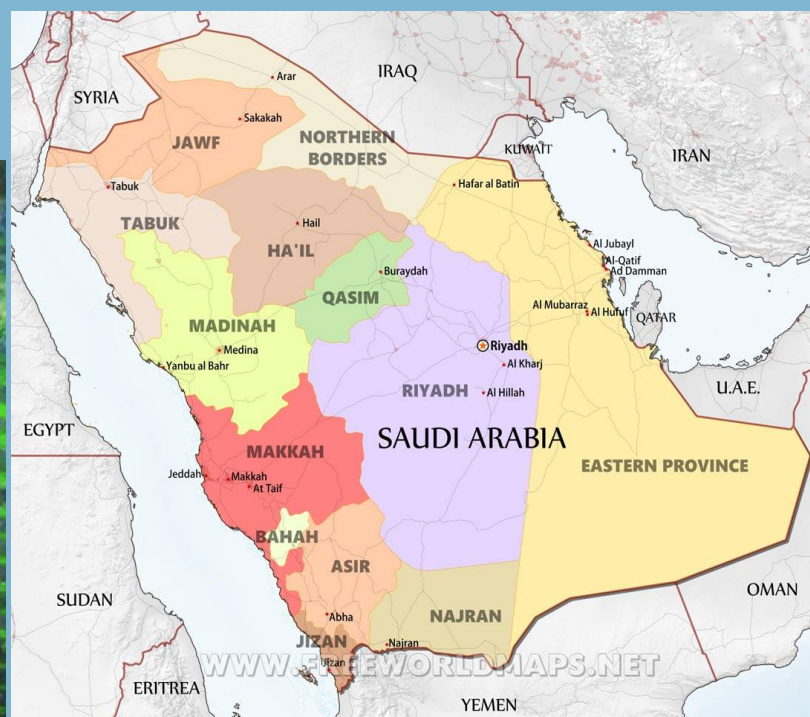 IRAQ
SYRIA
Arar
Sakakah
JAWF
NORTHERN
BORDERS
KUWAIT
IRAN
Tabuk
Hafar al Batin
TABUK
Hail
HA'IL
Al Jubayl
Al-Qatif
Ad Damman
Buraydah
QASIM
Al Mubarraz
Al Hufuf
QATAR
MADINAH
Medina
Riyadh
Yanbu al Bahr
Al Kharj
RIYADH
Al Hillah
U.A.E.
EGYPT
SAUDI ARABIA
MAKKAH
EASTERN PROVINCE
Jeddah
Makkah
At Taif
BAHAH
ASIR
SUDAN
OMAN
Abha
NAJRAN
JIZAN
Najran
Jizan
WWW.FREEWORLDMAPS.NET
ERITREA
YEMEN